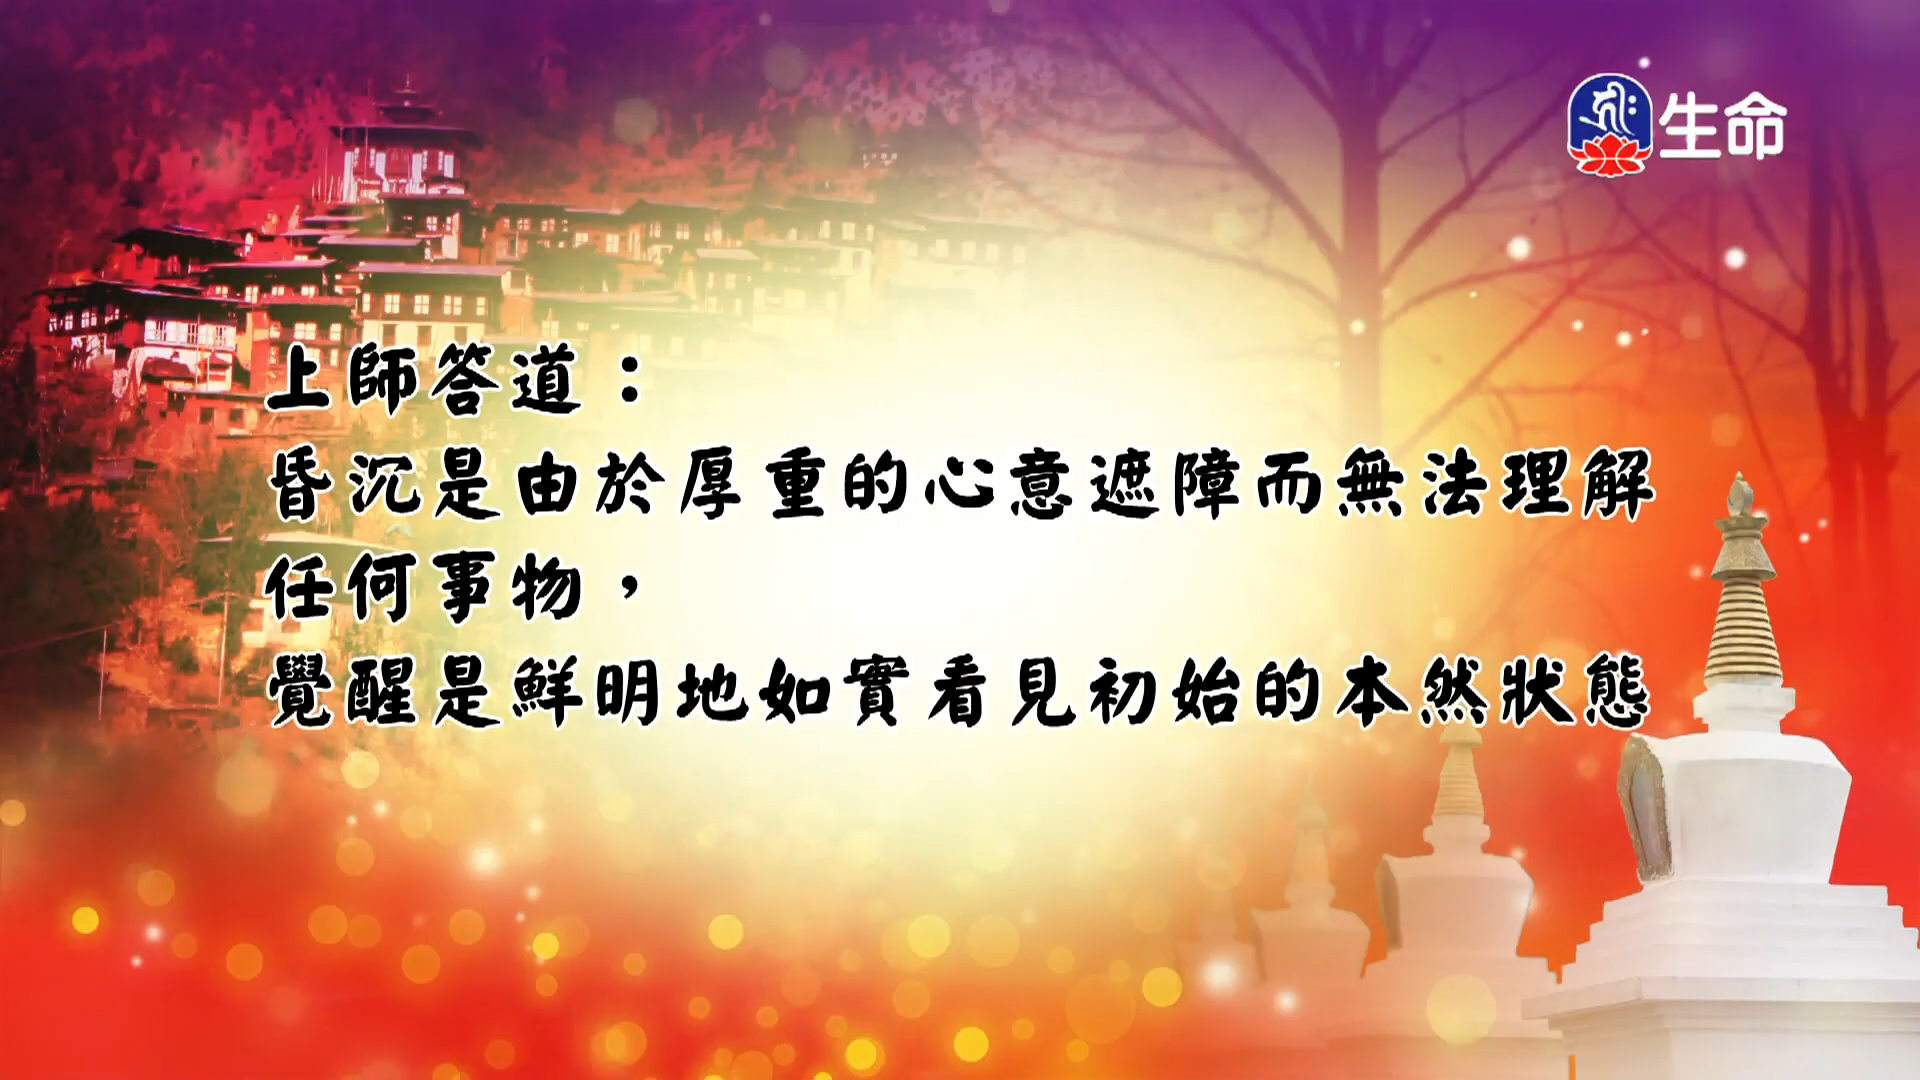 生命
上師答道：
昏沉是由於厚重的心意遮障而無法理解
任何事物，
覺醒是鮮明地如實看見初始的本然狀態